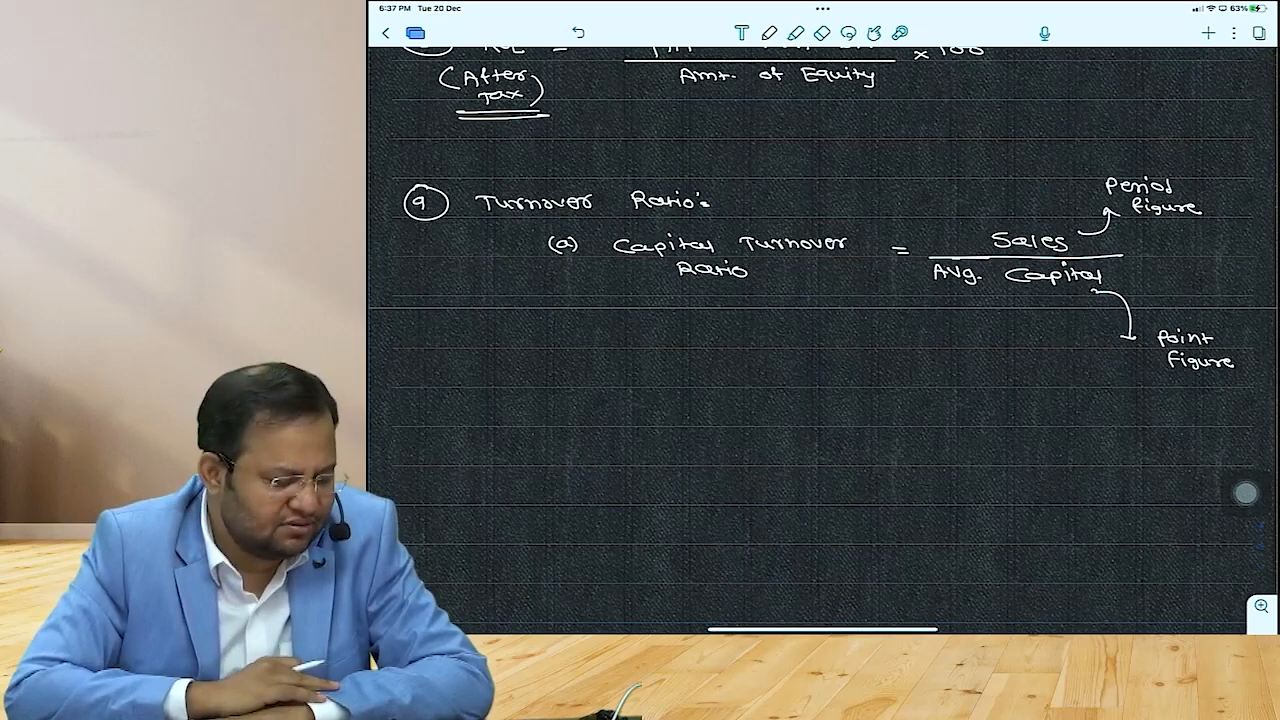 6:37 PM Tue 20 Dec
63%
× 100
Amt. of Equity
(After
Tax)
9 Turnover Ratio's
(a) Capital Turnover = Sales
Ratio
Avg. Capital
Period
figure
Point
Figure